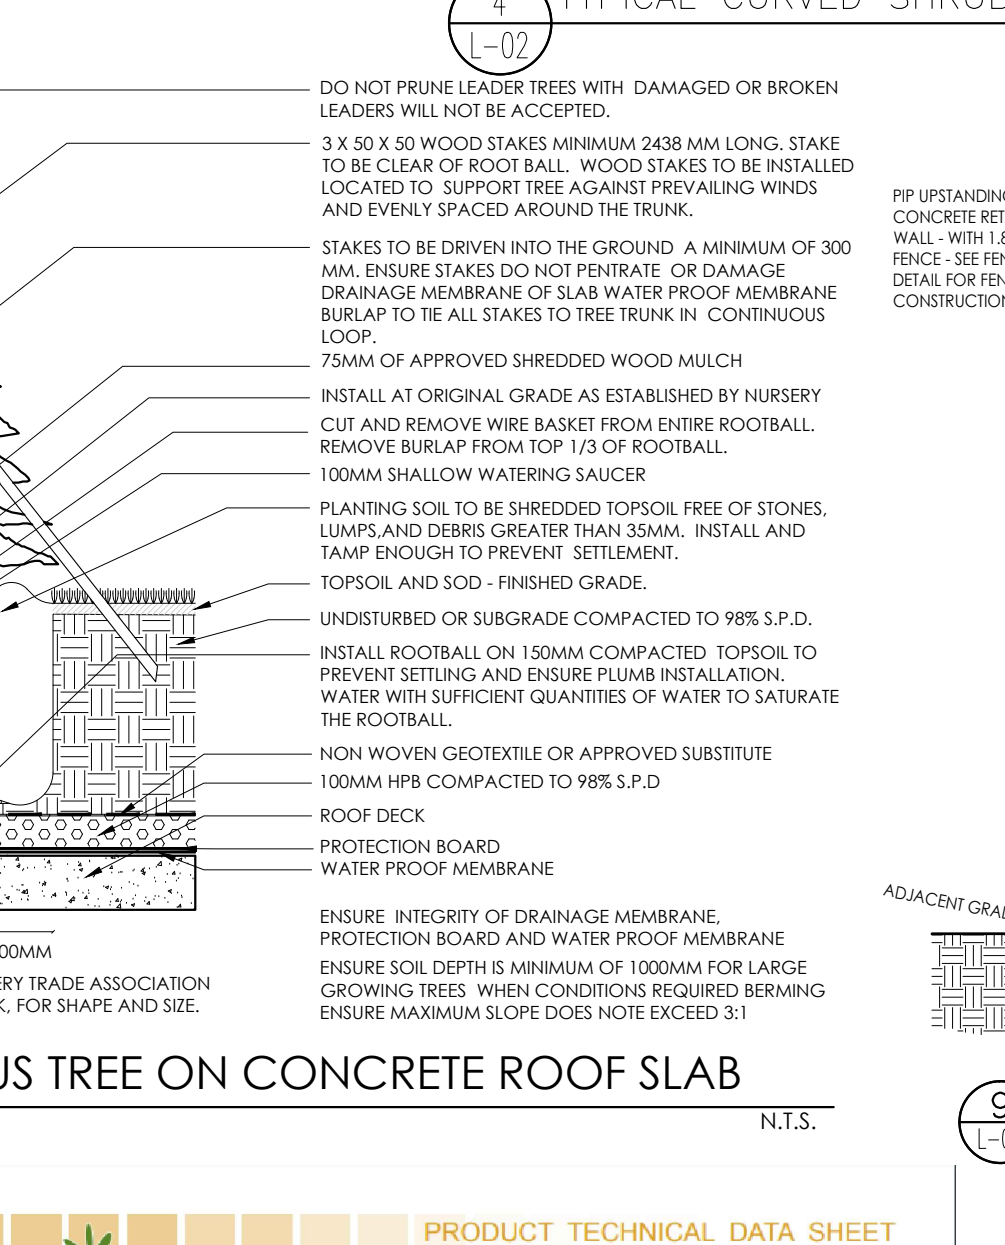 4
L-02
DO NOT PRUNE LEADER TREES WITH DAMAGED OR BROKEN
LEADERS WILL NOT BE ACCEPTED.
3 X 50 X 50 WOOD STAKES MINIMUM 2438 MM LONG. STAKE
TO BE CLEAR OF ROOT BALL. WOOD STAKES TO BE INSTALLED
LOCATED TO SUPPORT TREE AGAINST PREVAILING WINDS
AND EVENLY SPACED AROUND THE TRUNK.
STAKES TO BE DRIVEN INTO THE GROUND A MINIMUM OF 300
MM. ENSURE STAKES DO NOT PENTRATE OR DAMAGE
DRAINAGE MEMBRANE OF SLAB WATER PROOF MEMBRANE
BURLAP TO TIE ALL STAKES TO TREE TRUNK IN CONTINUOUS
LOOP.
75MM OF APPROVED SHREDDED WOOD MULCH
INSTALL AT ORIGINAL GRADE AS ESTABLISHED BY NURSERY
CUT AND REMOVE WIRE BASKET FROM ENTIRE ROOTBALL.
REMOVE BURLAP FROM TOP 1/3 OF ROOTBALL.
100MM SHALLOW WATERING SAUCER
PLANTING SOIL TO BE SHREDDED TOPSOIL FREE OF STONES,
LUMPS,AND DEBRIS GREATER THAN 35MM. INSTALL AND
TAMP ENOUGH TO PREVENT SETTLEMENT.
TOPSOIL AND SOD - FINISHED GRADE.
UNDISTURBED OR SUBGRADE COMPACTED TO 98% S.P.D.
INSTALL ROOTBALL ON 150MM COMPACTED TOPSOIL TO
PREVENT SETTLING AND ENSURE PLUMB INSTALLATION.
WATER WITH SUFFICIENT QUANTITIES OF WATER TO SATURATE
THE ROOTBALL.
NON WOVEN GEOTEXTILE OR APPROVED SUBSTITUTE
100MM HPB COMPACTED TO 98% S.P.D
ROOF DECK
PROTECTION BOARD
WATER PROOF MEMBRANE
ENSURE INTEGRITY OF DRAINAGE MEMBRANE,
PROTECTION BOARD AND WATER PROOF MEMBRANE
ENSURE SOIL DEPTH IS MINIMUM OF 1000MM FOR LARGE
GROWING TREES WHEN CONDITIONS REQUIRED BERMING
ENSURE MAXIMUM SLOPE DOES NOTE EXCEED 3:1
00MM
ERY TRADE ASSOCIATION
K, FOR SHAPE AND SIZE.
US TREE ON CONCRETE ROOF SLAB
N.T.S.
TYPICAL CURVED SHRUB
PIP UPSTANDING
CONCRETE RET
WALL - WITH 1.8
FENCE - SEE FEN
DETAIL FOR FEN
CONSTRUCTION
ADJACENT GRA
9
L-0
PRODUCT TECHNICAL DATA SHEET